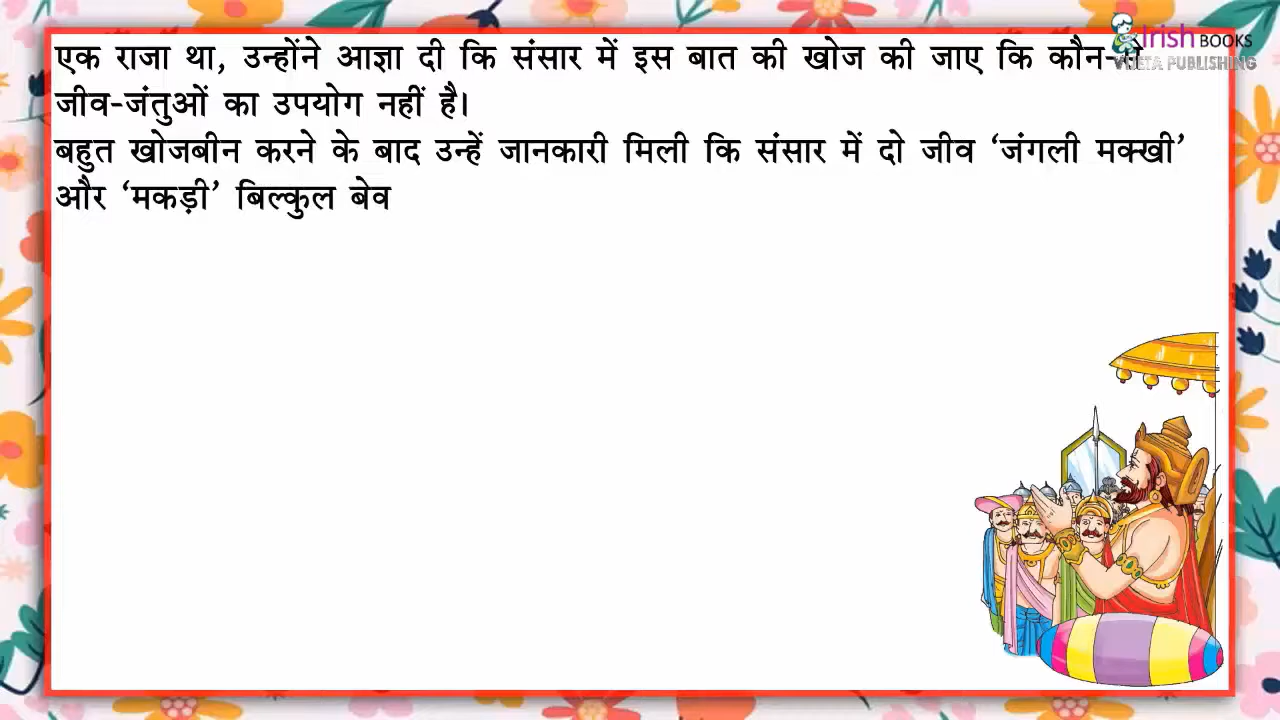 एक राजा था, उन्होंने आज्ञा दी कि संसार में इस बात की खोज की जाए कि कौन-से
जीव-जंतुओं का उपयोग नहीं है।
बहुत खोजबीन करने के बाद उन्हें जानकारी मिली कि संसार में दो जीव ‘जंगली मक्खी’
और ‘मकड़ी’ बिल्कुल बेव
Irish BOOKS
PUBLISHING